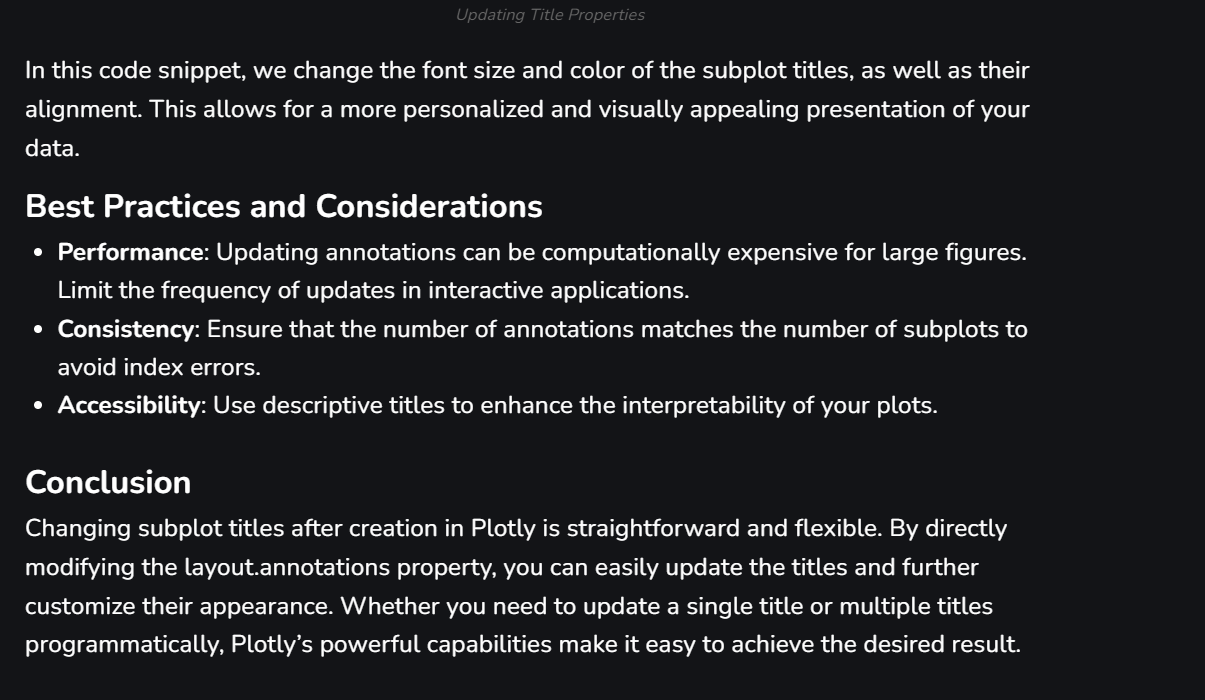 Updating Title Properties
In this code snippet, we change the font size and color of the subplot titles, as well as their
alignment. This allows for a more personalized and visually appealing presentation of your
data.
Best Practices and Considerations
• Performance: Updating annotations can be computationally expensive for large figures.
Limit the frequency of updates in interactive applications.
• Consistency: Ensure that the number of annotations matches the number of subplots to
avoid index errors.
• Accessibility: Use descriptive titles to enhance the interpretability of your plots.
Conclusion
Changing subplot titles after creation in Plotly is straightforward and flexible. By directly
modifying the layout.annotations property, you can easily update the titles and further
customize their appearance. Whether you need to update a single title or multiple titles
programmatically, Plotly’s powerful capabilities make it easy to achieve the desired result.